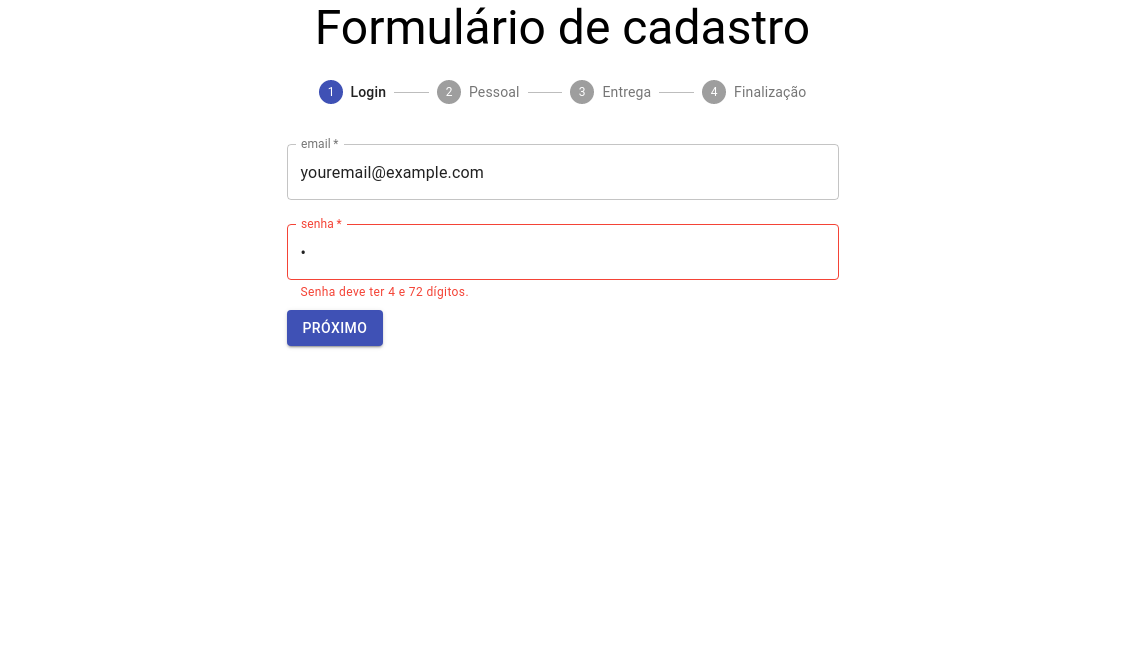 Formulário de cadastro
1 Login 2 Pessoal 3 Entrega 4 Finalização
email *
youremail@example.com
senha *
•
Senha deve ter 4 e 72 dígitos.
PRÓXIMO